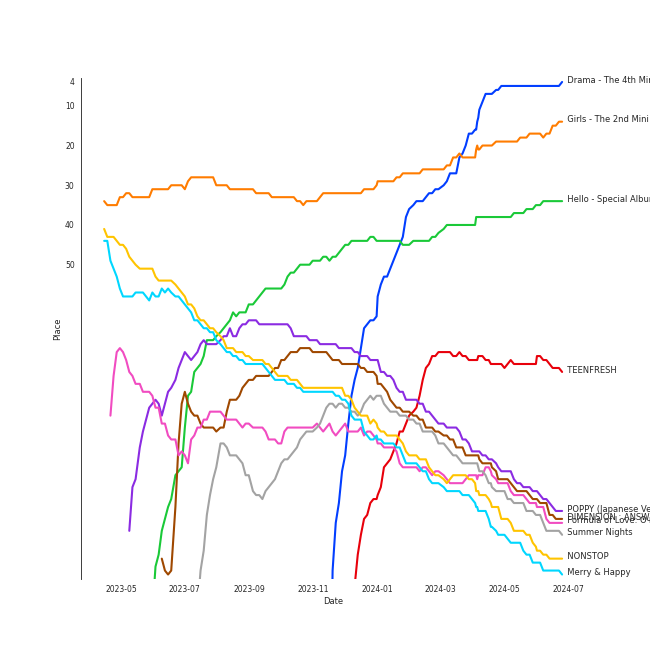 4
Drama - The 4th Mini
10
Girls - The 2nd Mini
20
30
Hello - Special Album
40
50
Place
TEENFRESH
POPPY (Japanese Ve
DIMENSION : ANSW
Formula of Love: O
Summer Nights
NONSTOP
Merry & Happy
2023-05
2023-07
2023-09
2023-11
2024-01
2024-03
2024-05
2024-07
Date